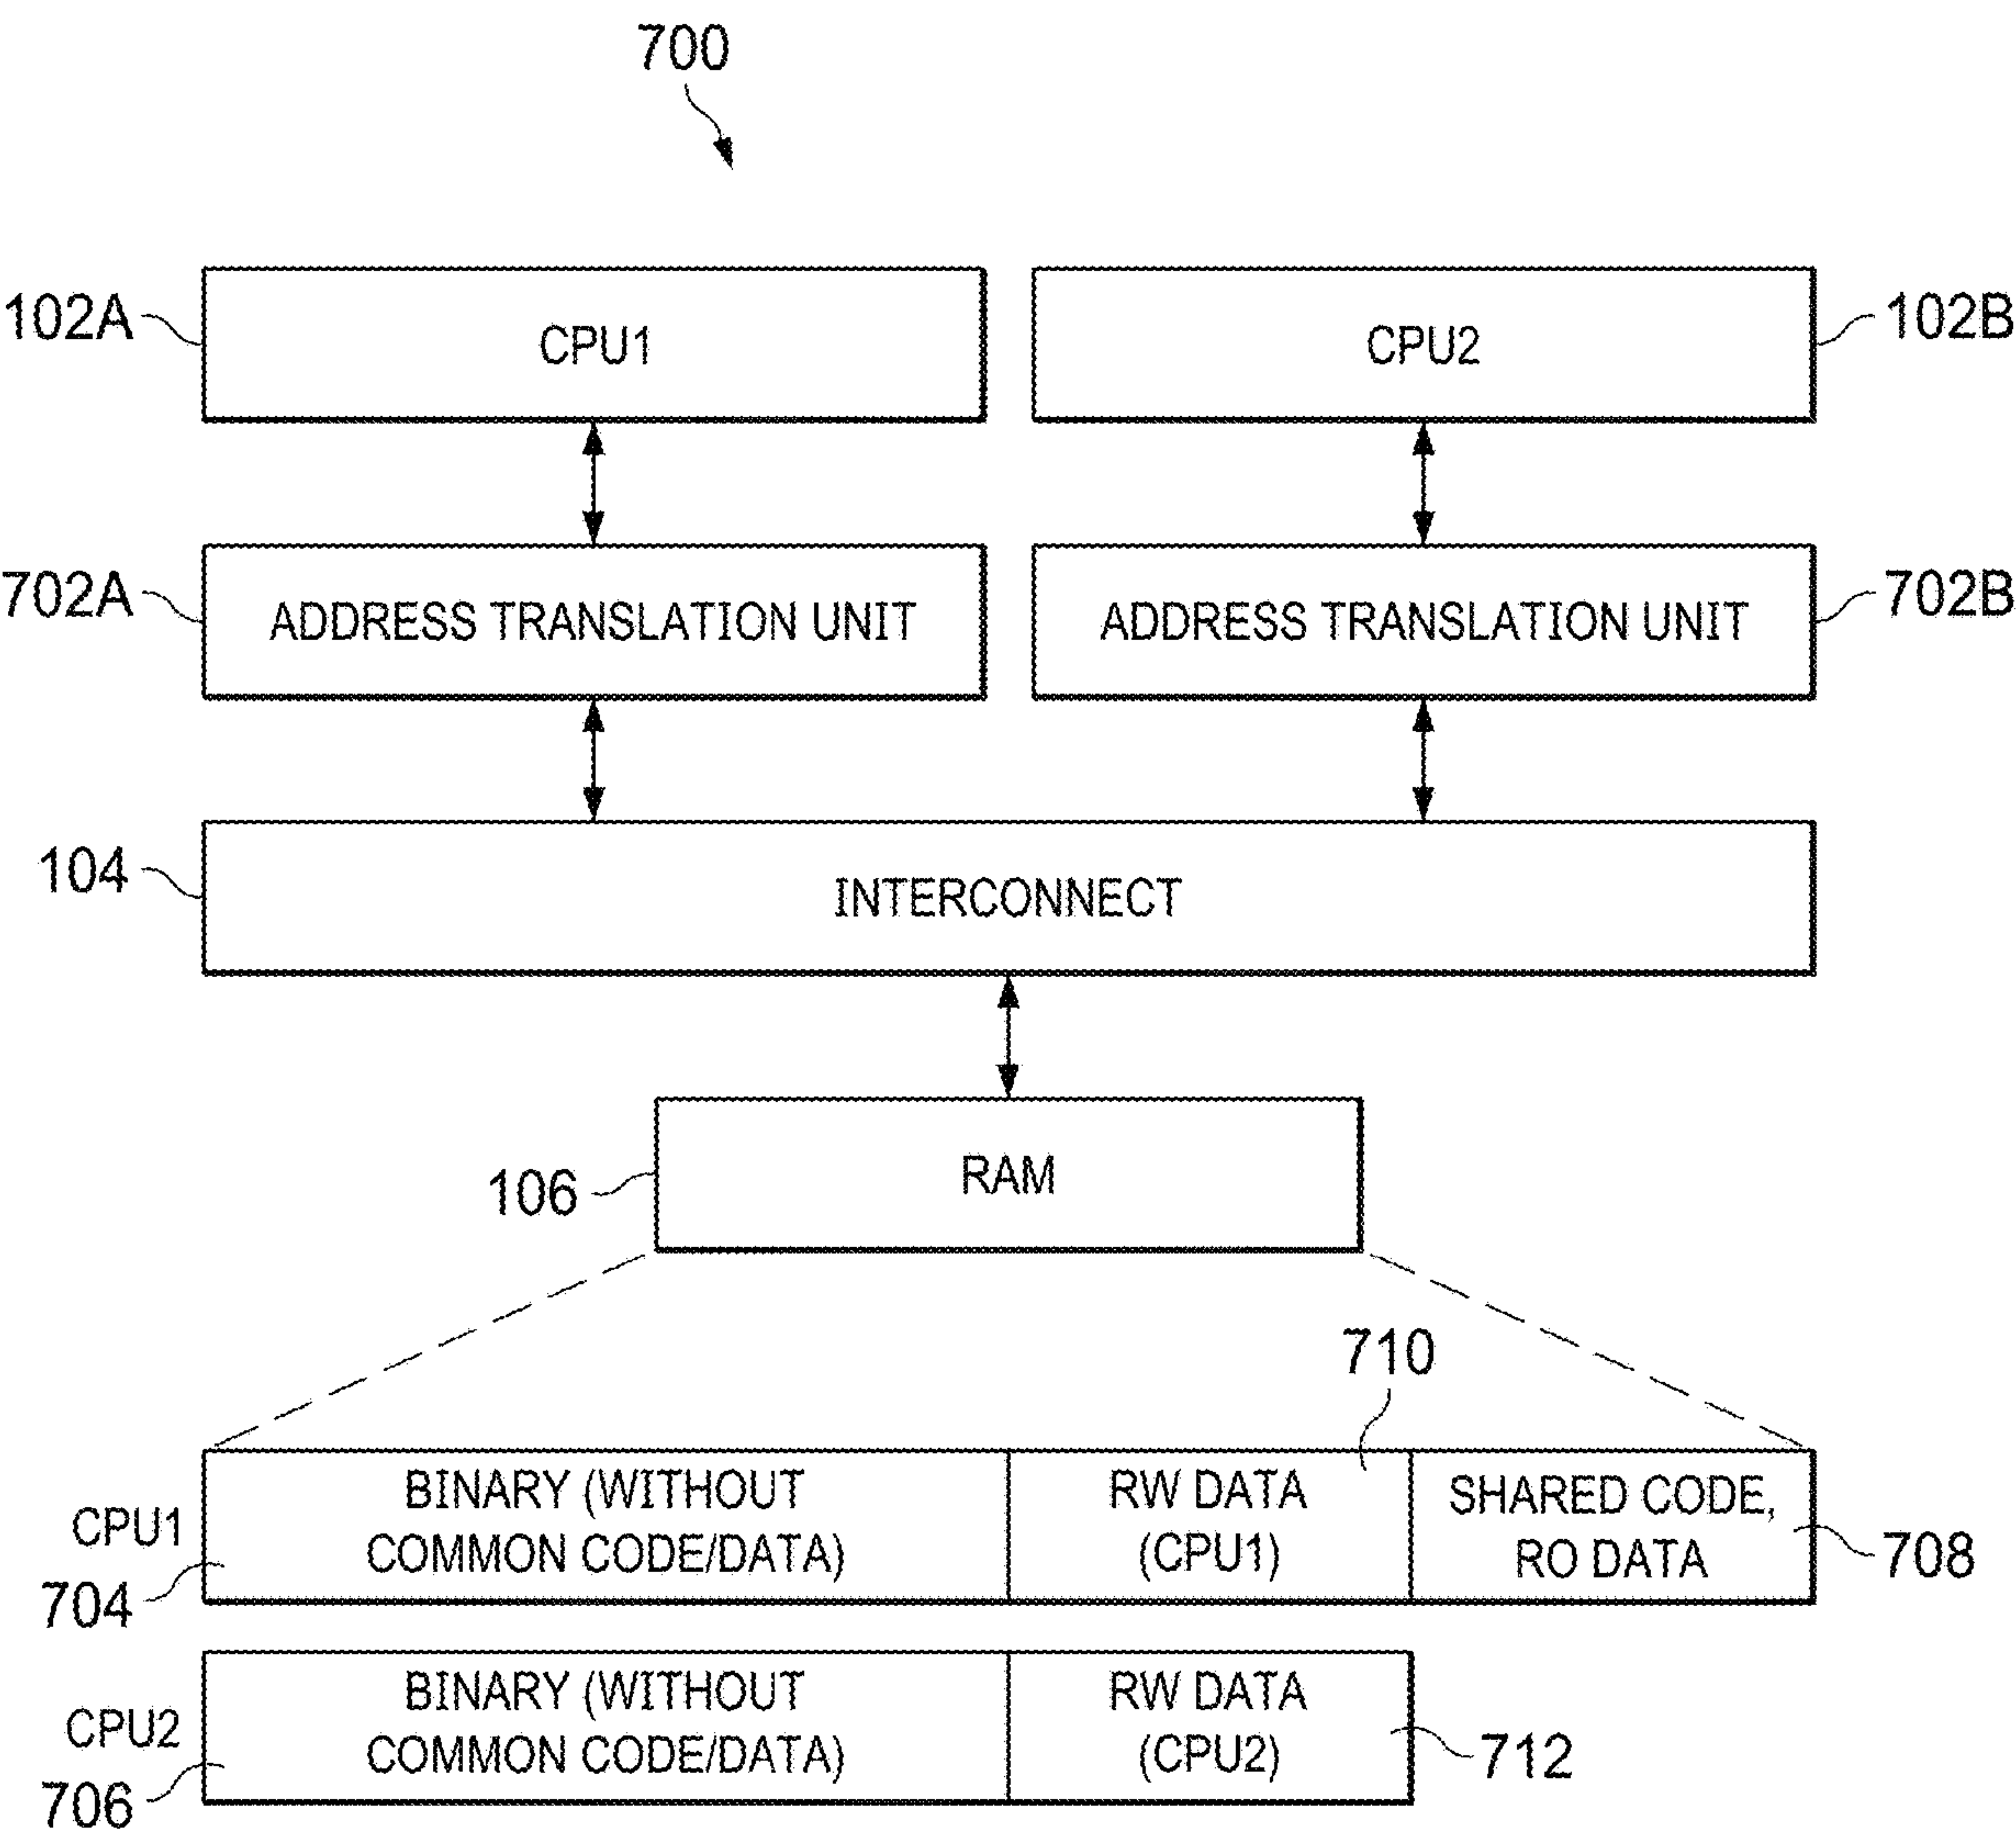 700
102A
CPU1
CPU2
102B
702A
ADDRESS TRANSLATION UNIT
ADDRESS TRANSLATION UNIT
702B
104
INTERCONNECT
106
RAM
710
CPU1
704
BINARY (WITHOUT
COMMON CODE/DATA)
RW DATA
(CPU1)
SHARED CODE,
RO DATA
708
CPU2
706
BINARY (WITHOUT
COMMON CODE/DATA)
RW DATA
(CPU2)
712